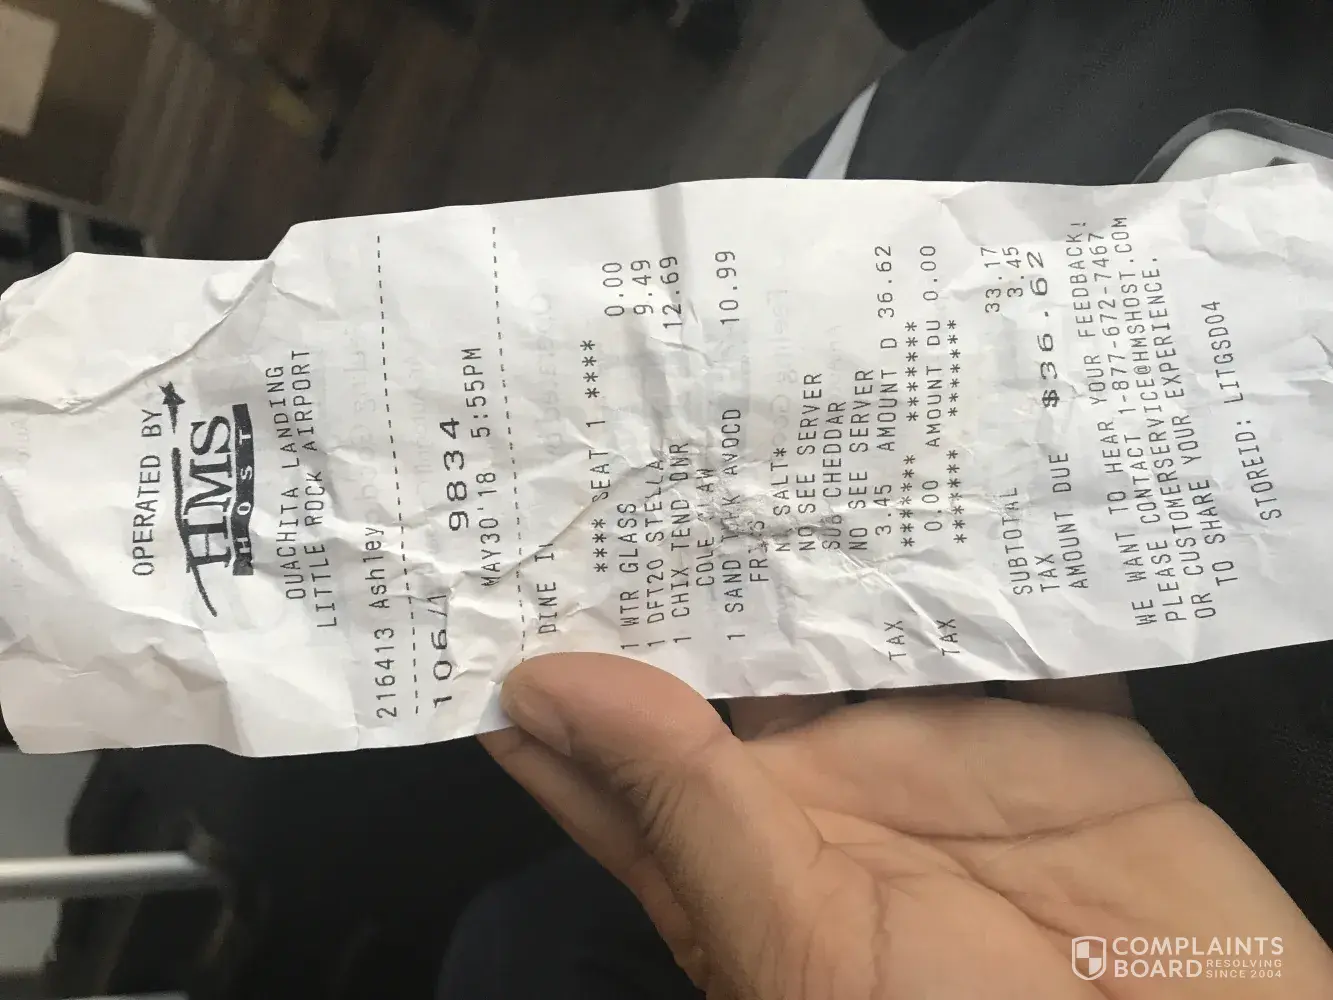 OPERATED BY
HMS
HOST
OUACHITA LANDING
LITTLE ROCK AIRPORT
216413 Ashley
106/1 9834
MAY30'18 5:55PM
DINE
**** SEAT 1 ****
1 WTR GLASS 0.00
1 DFT20 STELLA 9.49
1 CHIX TEND DNR 12.69
COLE
1 SAND AVOCD 10.99
SALT*
NO SEE SERVER
SUB CHEDDAR
NO SEE SERVER
TAX 3.45 AMOUNT D 36.62
******* *******
TAX 0.00 AMOUNT DU 0.00
******* *******
SUBTOTAL 33.17
TAX 3.45
AMOUNT DUE $36.62
WE WANT TO HEAR YOUR FEEDBACK!
PLEASE CONTACT 1-877-672-7467
OR CUSTOMERSERVICE@HMSHOST.COM
TO SHARE YOUR EXPERIENCE.
STOREID: LITGSD04
COMPLAINTS
BOARD RESOLVING
SINCE 2004